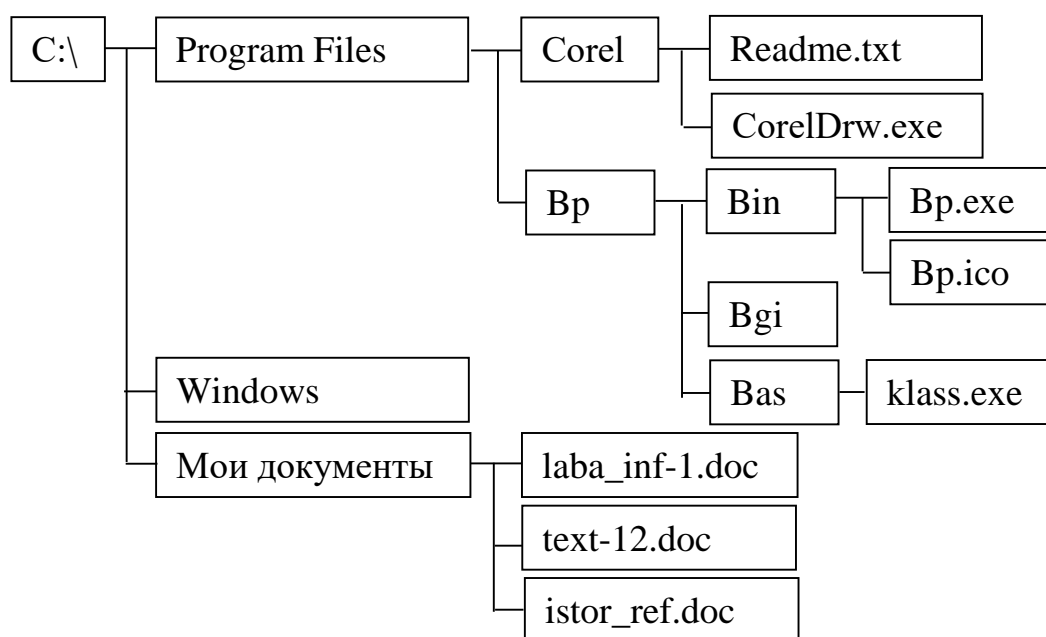 C:\ Program Files Corel Readme.txt
CorelDrw.exe
Bp Bin Bp.exe
Bp.ico
Bgi
Windows Bas klass.exe
Мои документы laba_inf-1.doc
text-12.doc
istor_ref.doc